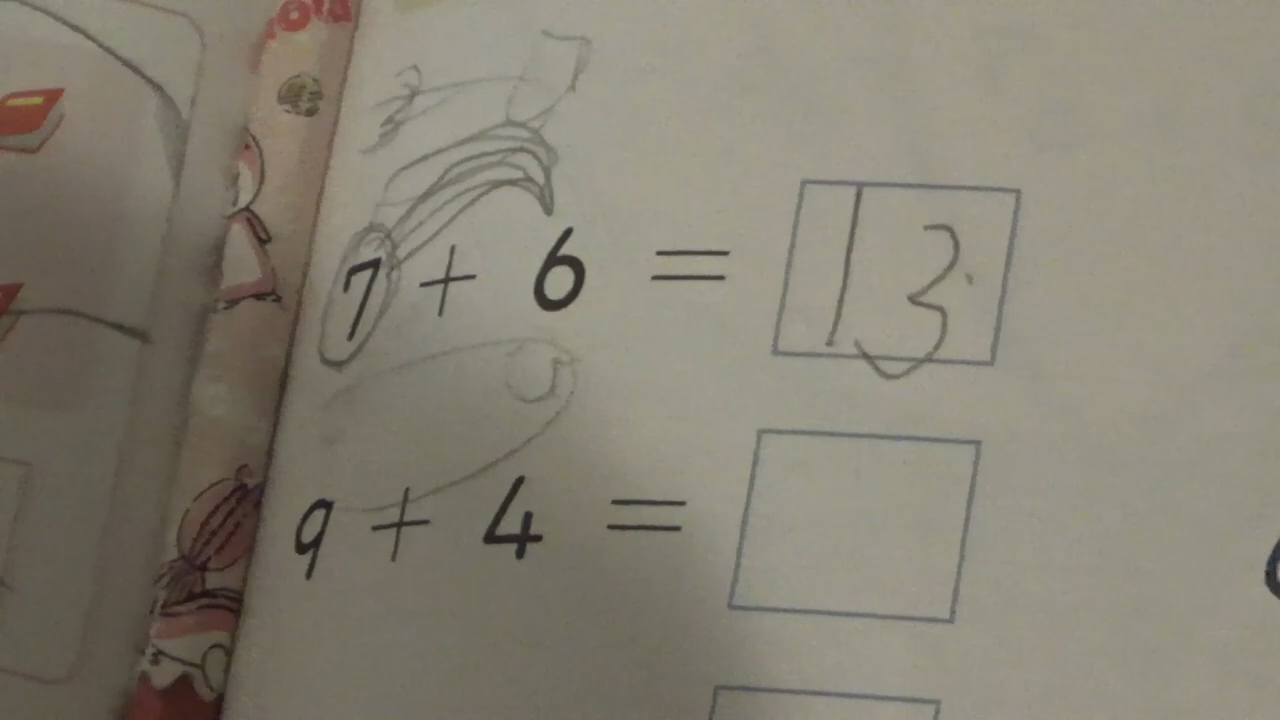 7 + 6 = 13
9 + 4 =